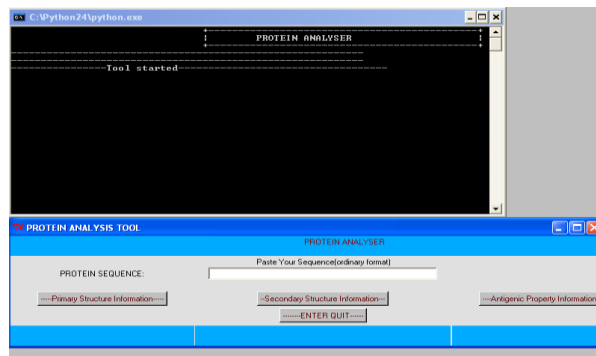 C:\Python24\python.exe
PROTEIN ANALYSER
-----------------Tool started-------------------------------------
PROTEIN ANALYSIS TOOL
PROTEIN ANALYSER
Paste Your Sequence(ordinary format)
PROTEIN SEQUENCE:
-----Primary Structure Information-----
--Secondary Structure Information---
----Antigenic Property Information
--------ENTER QUIT------